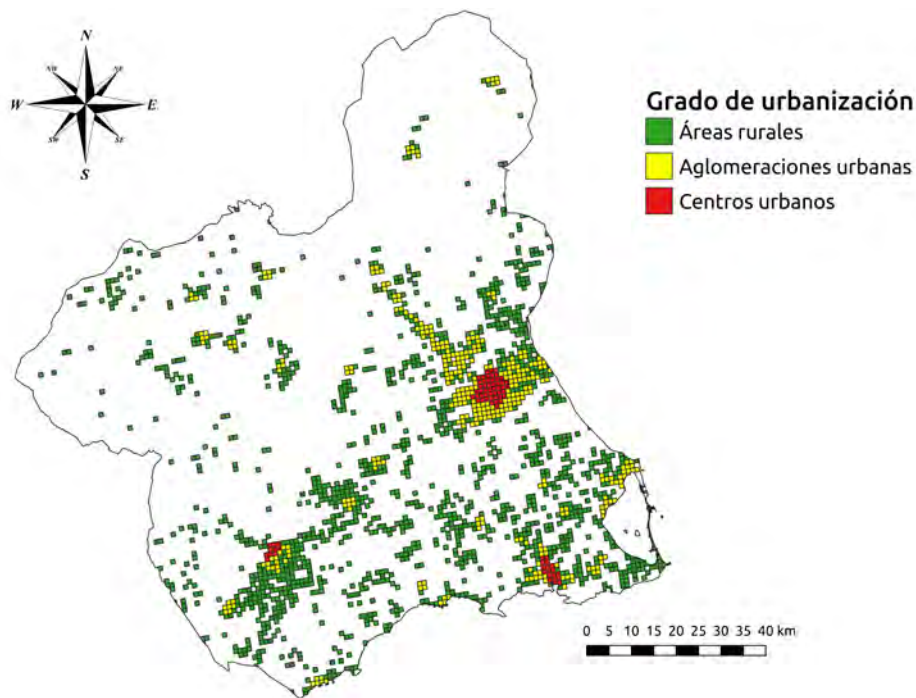 N
NW
NE
W
E
SW
SE
S
Grado de urbanización
Áreas rurales
Aglomeraciones urbanas
Centros urbanos
0 5 10 15 20 25 30 35 40 km